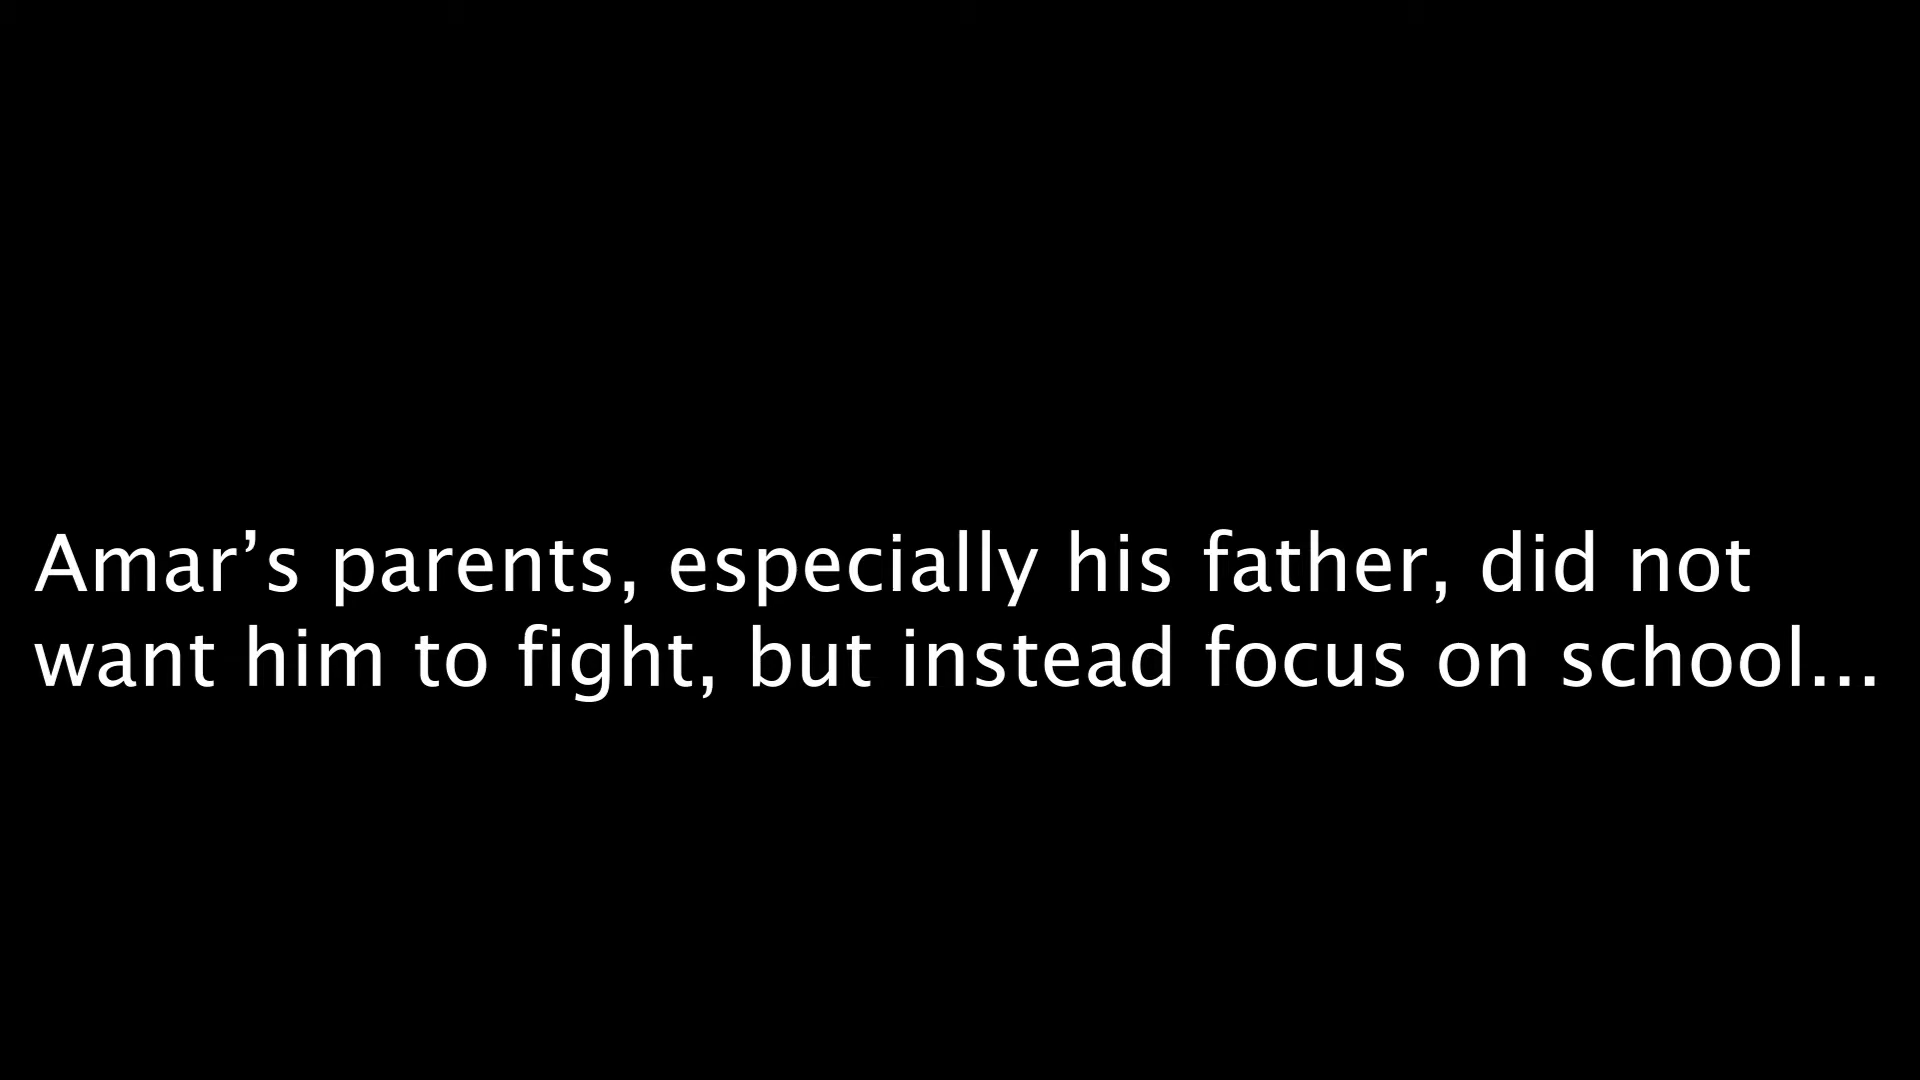 Amar’s parents, especially his father, did not
want him to fight, but instead focus on school...